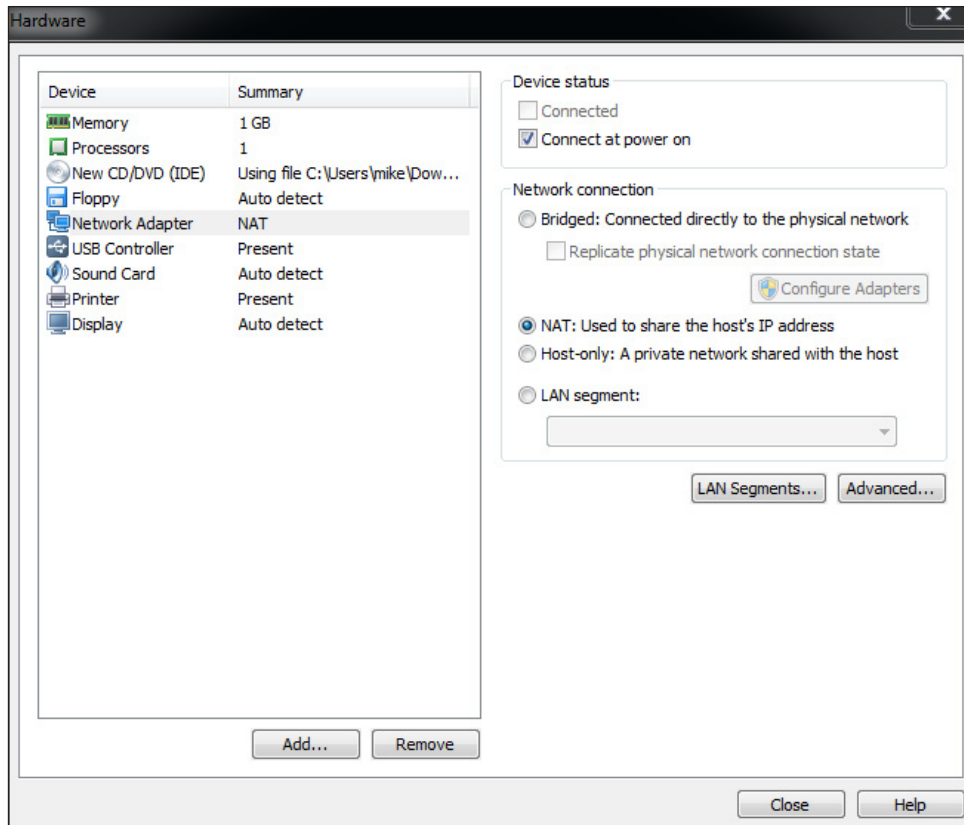 Hardware
Device Summary
Memory 1 GB
Processors 1
New CD/DVD (IDE) Using file C:\Users\mike\Dow...
Floppy Auto detect
Network Adapter NAT
USB Controller Present
Sound Card Auto detect
Printer Present
Display Auto detect
Add... Remove
Device status
Connected
Connect at power on
Network connection
Bridged: Connected directly to the physical network
Replicate physical network connection state
Configure Adapters
NAT: Used to share the host's IP address
Host-only: A private network shared with the host
LAN segment:
LAN Segments... Advanced...
Close Help